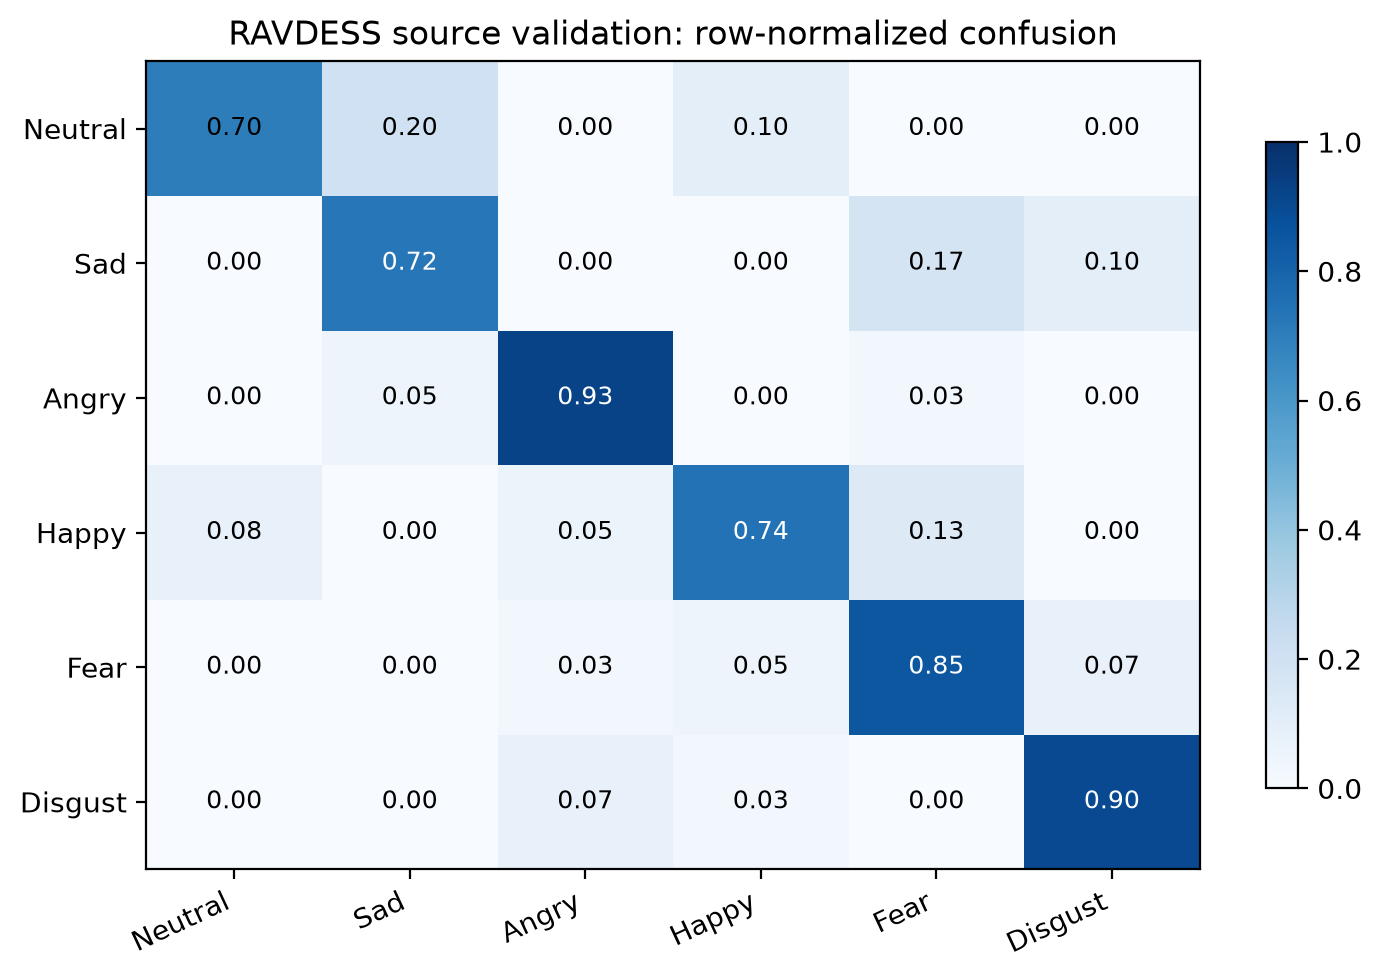 RAVDESS source validation: row-normalized confusion
Neutral 0.70 0.20 0.00 0.10 0.00 0.00
Sad 0.00 0.72 0.00 0.00 0.17 0.10
Angry 0.00 0.05 0.93 0.00 0.03 0.00
Happy 0.08 0.00 0.05 0.74 0.13 0.00
Fear 0.00 0.00 0.03 0.05 0.85 0.07
Disgust 0.00 0.00 0.07 0.03 0.00 0.90
Neutral Sad Angry Happy Fear Disgust
1.0
0.8
0.6
0.4
0.2
0.0